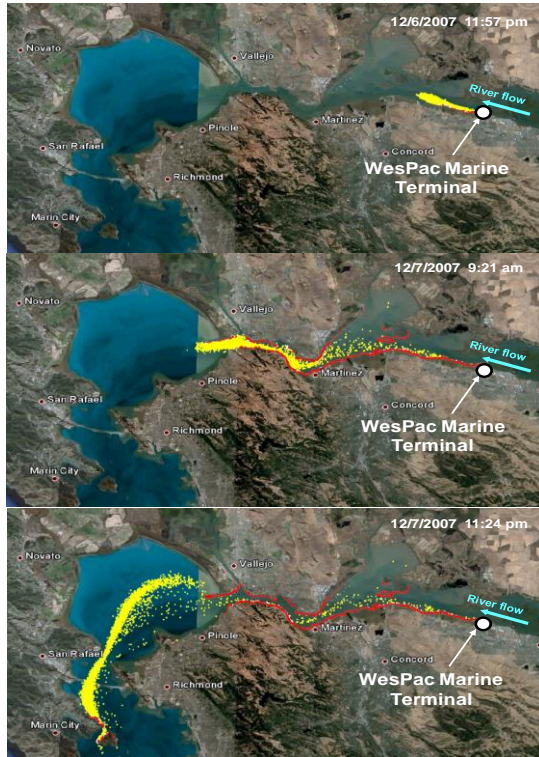 12/6/2007 11:57 pm
Novato
Vallejo
River flow
Pinole
Martinez
San Rafael
Concord
WesPac Marine
Terminal
Richmond
Marin City
12/7/2007 9:21 am
Novato
Vallejo
River flow
Pinole
Martinez
San Rafael
Concord
WesPac Marine
Terminal
Richmond
Marin City
12/7/2007 11:24 pm
Novato
Vallejo
River flow
Pinole
Martinez
San Rafael
Concord
WesPac Marine
Terminal
Richmond
Marin City